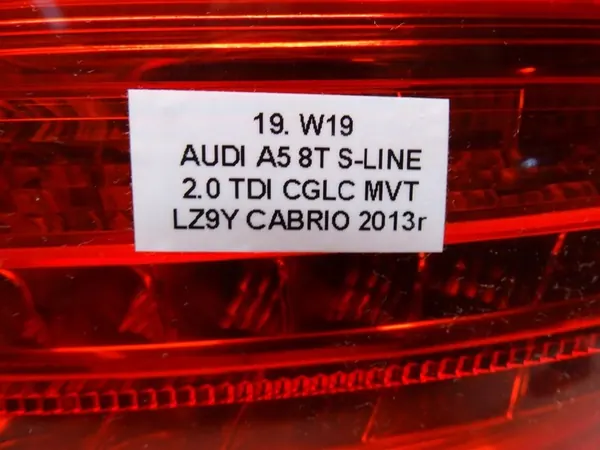 19. W19
AUDI A5 8T S-LINE
2.0 TDI CGLC MVT
LZ9Y CABRIO 2013r